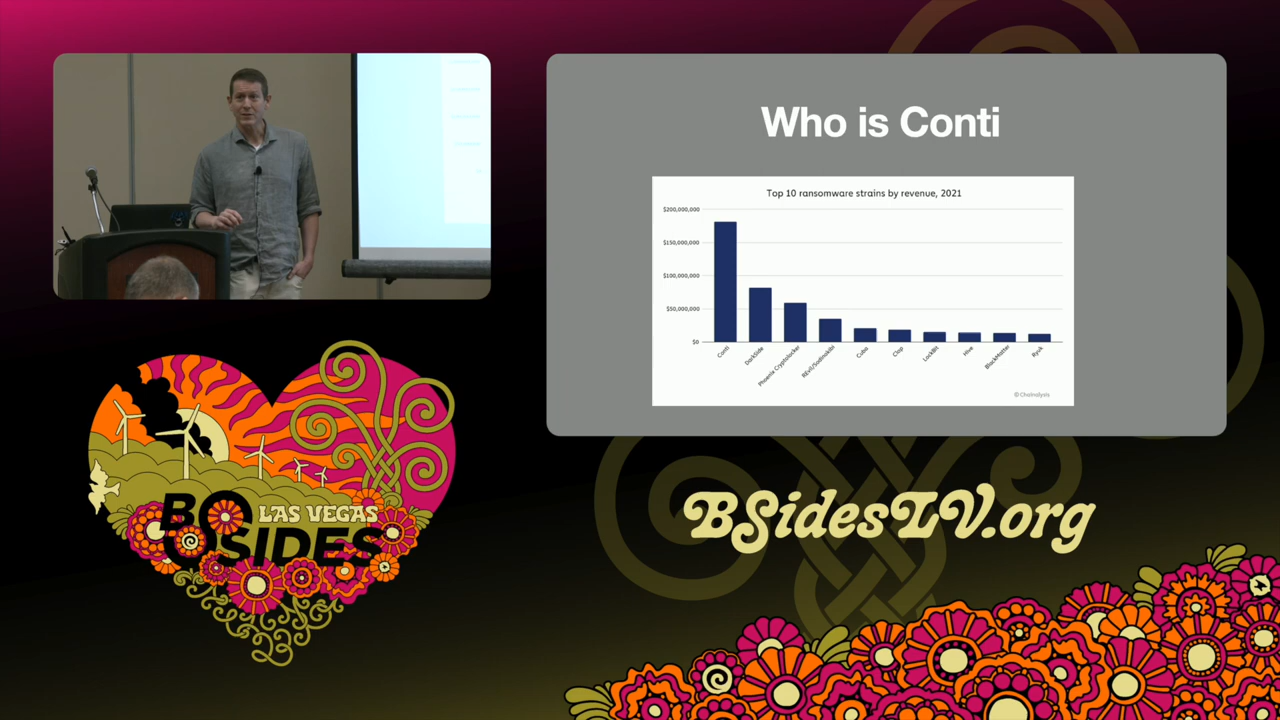 Who is Conti
Top 10 ransomware strains by revenue, 2021
$200,000,000
$150,000,000
$100,000,000
$50,000,000
$0
Conti
DarkSide
Phoenix Cryptolocker
REvil/Sodinokibi
Cuba
Clop
LockBit
Hive
BlackMatter
Ryuk
© Chainalysis
BSidesLV.org
LAS VEGAS
BSIDES
23